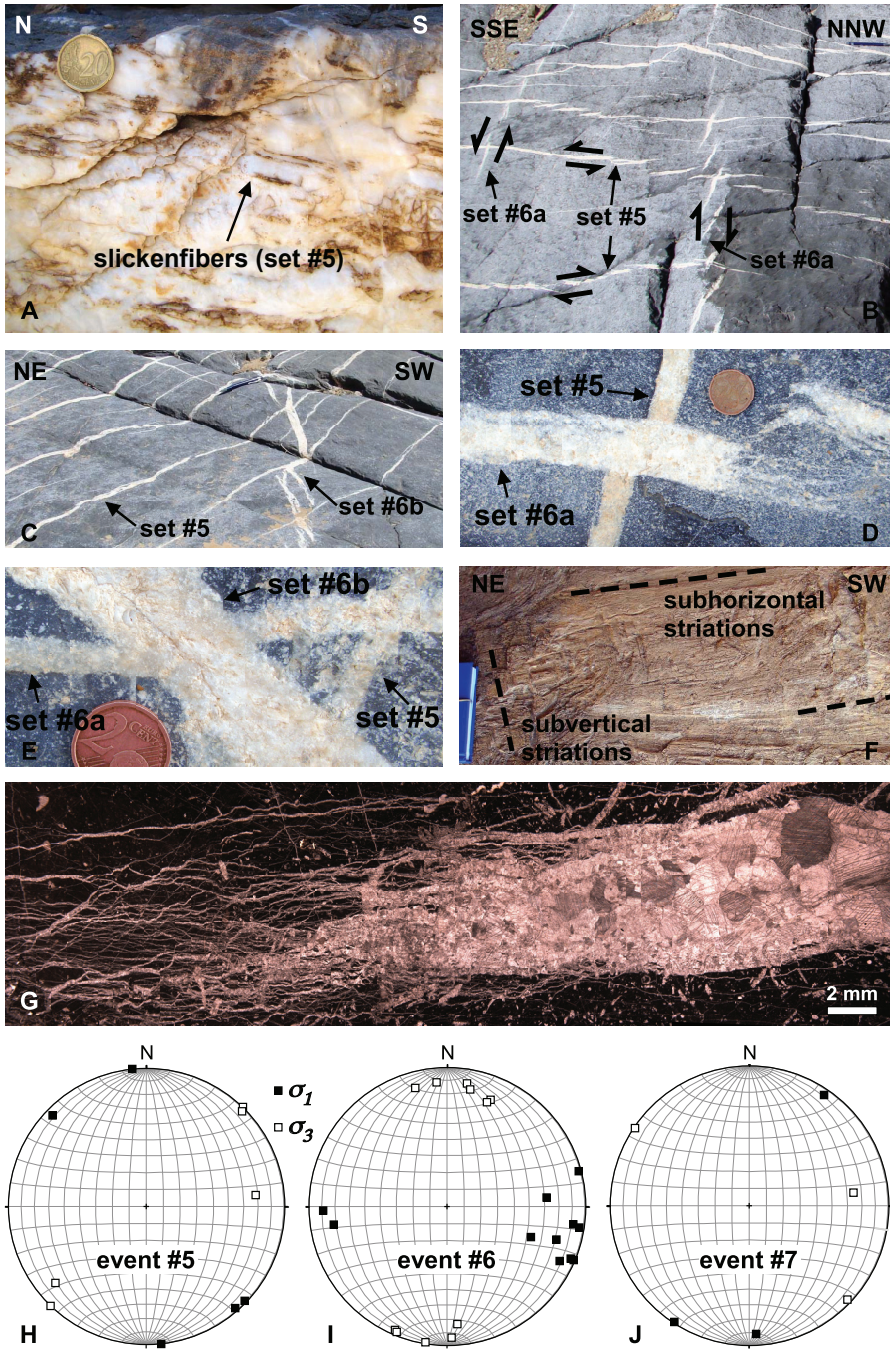 N
S
20
slickenfibers (set #5)
A
SSE
NNW
set #6a
set #5
set #6a
B
NE
SW
set #5
set #6b
C
set #5
set #6a
D
set #6b
set #6a
set #5
2
E
NE
SW
subhorizontal
striations
subvertical
striations
F
G
2 mm
N
event #5
H
σ1
σ3
N
event #6
I
N
event #7
J